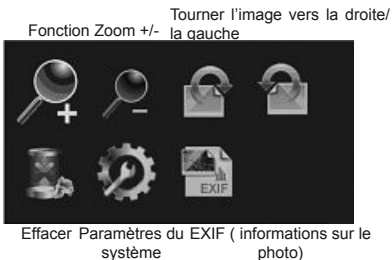 Fonction Zoom +/-
Tourner l'image vers la droite/
la gauche
EXIF
Effacer
Paramètres du
système
EXIF ( informations sur le
photo)